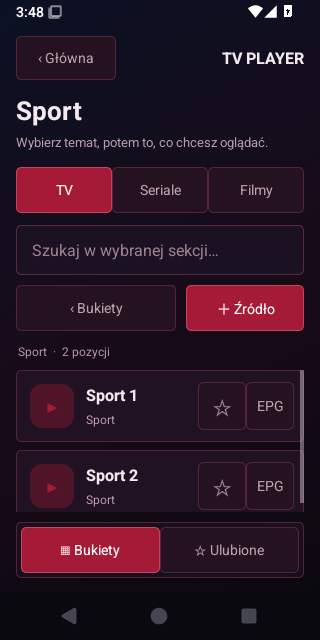 3:48
‹ Główna
TV PLAYER
Sport
Wybierz temat, potem to, co chcesz oglądać.
TV
Seriale
Filmy
Szukaj w wybranej sekcji…
‹ Bukiety
＋ Źródło
Sport · 2 pozycji
Sport 1
Sport
☆
EPG
Sport 2
Sport
☆
EPG
▦ Bukiety
☆ Ulubione